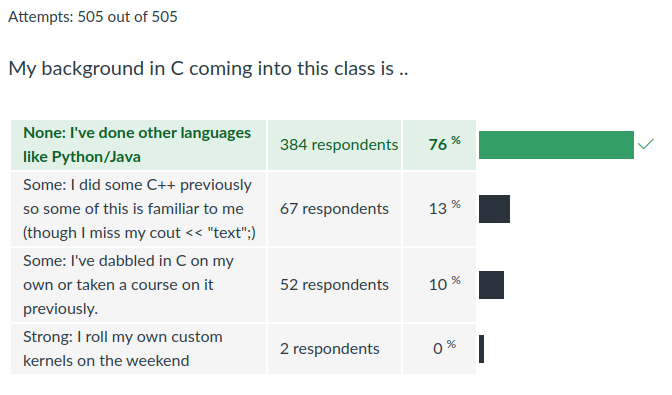 Attempts: 505 out of 505
My background in C coming into this class is ..
None: I've done other languages
like Python/Java
384 respondents
76 %
Some: I did some C++ previously
so some of this is familiar to me
(though I miss my cout << "text";)
67 respondents
13 %
Some: I've dabbled in C on my
own or taken a course on it
previously.
52 respondents
10 %
Strong: I roll my own custom
kernels on the weekend
2 respondents
0 %